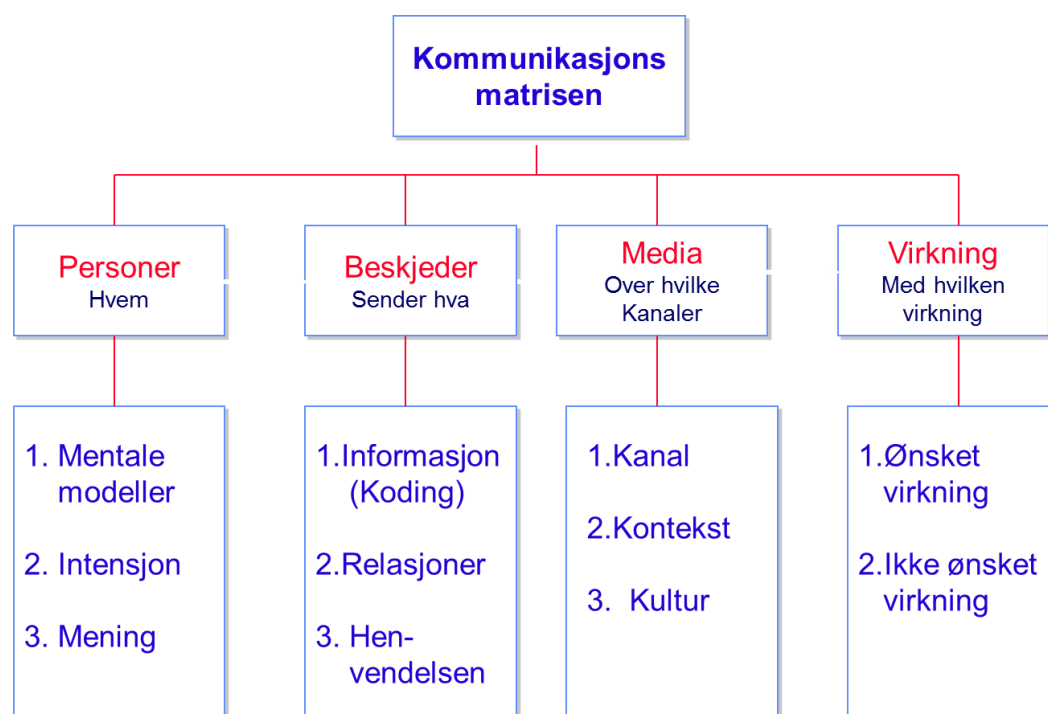 Kommunikasjons
matrisen
Personer
Hvem
Beskjeder
Sender hva
Media
Over hvilke
Kanaler
Virkning
Med hvilken
virkning
1. Mentale
modeller
2. Intensjon
3. Mening
1.Informasjon
(Koding)
2.Relasjoner
3. Hen-
vendelsen
1.Kanal
2.Kontekst
3. Kultur
1.Ønsket
virkning
2.Ikke ønsket
virkning